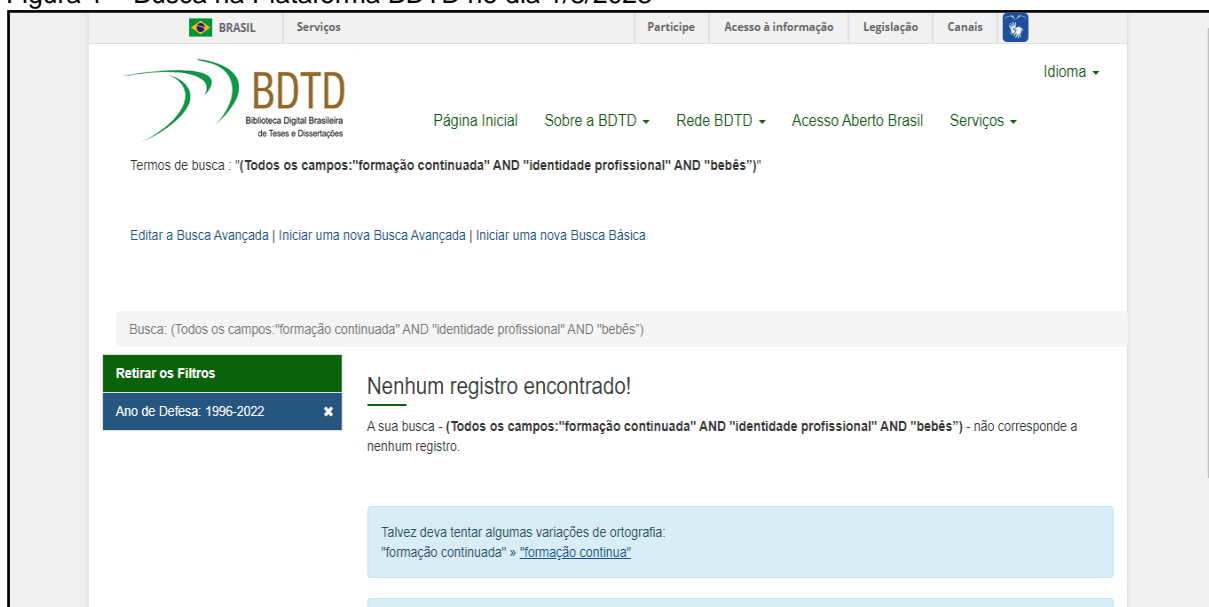 BRASIL Serviços Participe Acesso à informação Legislação Canais
Idioma
BDTD
Biblioteca Digital Brasileira
de Teses e Dissertações
Página Inicial Sobre a BDTD Rede BDTD Acesso Aberto Brasil Serviços
Termos de busca : "(Todos os campos:"formação continuada" AND "identidade profissional" AND "bebês”)"
Editar a Busca Avançada | Iniciar uma nova Busca Avançada | Iniciar uma nova Busca Básica
Busca: (Todos os campos:"formação continuada" AND "identidade profissional" AND "bebês”)
Retirar os Filtros
Ano de Defesa: 1996-2022 ✖
Nenhum registro encontrado!
A sua busca - (Todos os campos:"formação continuada" AND "identidade profissional" AND "bebês”) - não corresponde a
nenhum registro.
Talvez deva tentar algumas variações de ortografia:
"formação continuada" » "formação continua"